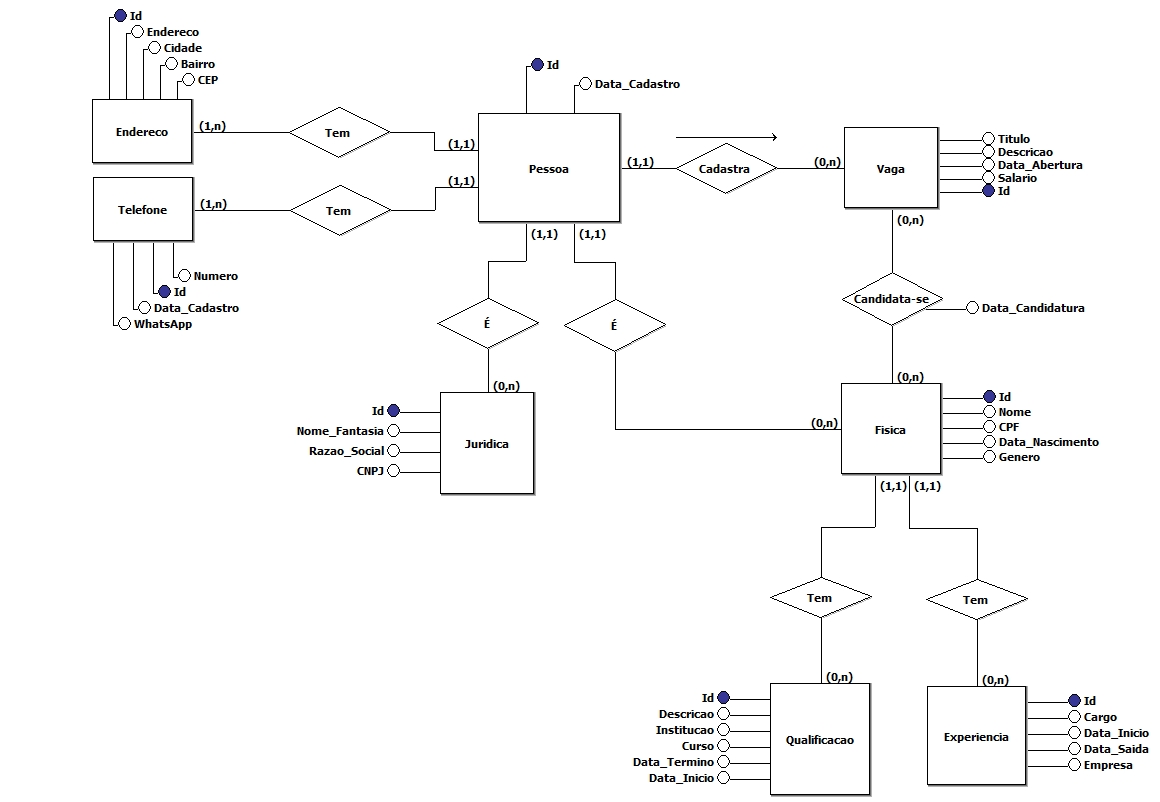 Id
Endereco
Cidade
Bairro
CEP
Endereco
(1,n)
Tem
(1,1)
Telefone
(1,n)
Tem
(1,1)
Numero
Id
Data_Cadastro
WhatsApp
Id
Data_Cadastro
Pessoa
(1,1)
Cadastra
(0,n)
Vaga
Titulo
Descricao
Data_Abertura
Salario
Id
(0,n)
Candidata-se
Data_Candidatura
(0,n)
(1,1)
(1,1)
É
É
(0,n)
(0,n)
Id
Nome_Fantasia
Razao_Social
CNPJ
Juridica
Fisica
Id
Nome
CPF
Data_Nascimento
Genero
(1,1)
(1,1)
Tem
Tem
(0,n)
(0,n)
Id
Descricao
Institucao
Curso
Data_Termino
Data_Inicio
Qualificacao
Experiencia
Id
Cargo
Data_Inicio
Data_Saida
Empresa